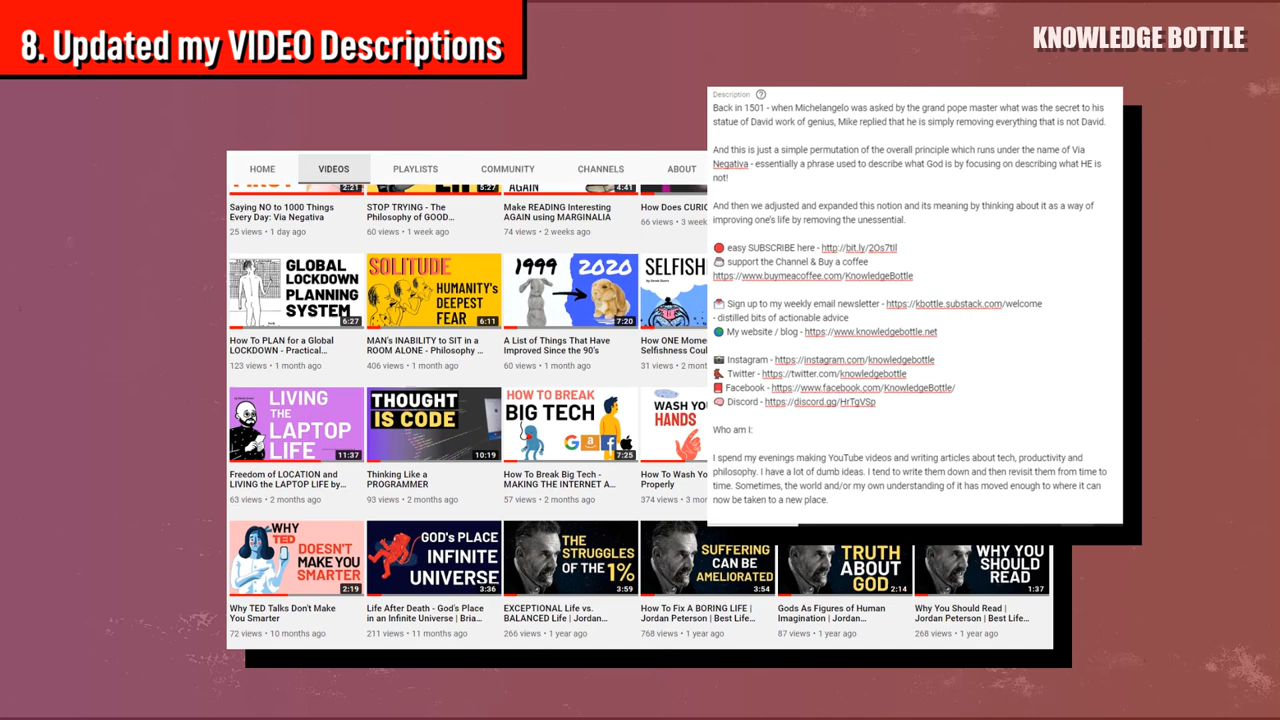 8. Updated my VIDEO Descriptions
KNOWLEDGE BOTTLE
HOME VIDEOS PLAYLISTS COMMUNITY CHANNELS ABOUT
2:21 5:27 AGAIN 4:41
Saying NO to 1000 Things Every Day: Via Negativa
25 views • 1 day ago
STOP TRYING - The Philosophy of GOOD...
60 views • 1 week ago
Make READING Interesting AGAIN using MARGINALIA
74 views • 2 weeks ago
How Does CURIO
66 views • 3 week
GLOBAL LOCKDOWN PLANNING SYSTEM
6:27
How To PLAN for a Global LOCKDOWN - Practical...
123 views • 1 month ago
SOLITUDE HUMANITY's DEEPEST FEAR
6:11
MAN's INABILITY to SIT in a ROOM ALONE - Philosophy ...
406 views • 1 month ago
1999 2020
7:20
A List of Things That Have Improved Since the 90's
60 views • 1 month ago
SELFISH
How ONE Mome
Selfishness Coul
31 views • 2 mont
LIVING THE LAPTOP LIFE
11:37
Freedom of LOCATION and LIVING the LAPTOP LIFE by...
63 views • 2 months ago
THOUGHT IS CODE
10:19
Thinking Like a PROGRAMMER
93 views • 2 months ago
HOW TO BREAK BIG TECH
7:25
How To Break Big Tech - MAKING THE INTERNET A...
57 views • 2 months ago
WASH YO
HANDS
How To Wash Yo
Properly
374 views • 3 mon
WHY TED DOESN'T MAKE YOU SMARTER
2:19
Why TED Talks Don't Make You Smarter
72 views • 10 months ago
GOD's PLACE INFINITE UNIVERSE
3:36
Life After Death - God's Place in an Infinite Universe | Bria...
211 views • 11 months ago
THE STRUGGLES OF THE 1%
3:59
EXCEPTIONAL Life vs. BALANCED Life | Jordan...
266 views • 1 year ago
SUFFERING CAN BE AMELIORATED
3:54
How To Fix A BORING LIFE | Jordan Peterson | Best Life...
768 views • 1 year ago
TRUTH ABOUT GOD
2:14
Gods As Figures of Human Imagination | Jordan...
87 views • 1 year ago
WHY YOU SHOULD READ
1:37
Why You Should Read | Jordan Peterson | Best Life...
268 views • 1 year ago
Description ?
Back in 1501 - when Michelangelo was asked by the grand pope master what was the secret to his
statue of David work of genius, Mike replied that he is simply removing everything that is not David.
And this is just a simple permutation of the overall principle which runs under the name of Via
Negativa - essentially a phrase used to describe what God is by focusing on describing what HE is
not!
And then we adjusted and expanded this notion and its meaning by thinking about it as a way of
improving one's life by removing the unessential.
easy SUBSCRIBE here - http://bit.ly/2Os7tIl
support the Channel & Buy a coffee
https://www.buymeacoffee.com/KnowledgeBottle
Sign up to my weekly email newsletter - https://kbottle.substack.com/welcome
- distilled bits of actionable advice
My website / blog - https://www.knowledgebottle.net
Instagram - https://instagram.com/knowledgebottle
Twitter - https://twitter.com/knowledgebottle
Facebook - https://www.facebook.com/KnowledgeBottle/
Discord - https://discord.gg/HrTgVSp
Who am I:
I spend my evenings making YouTube videos and writing articles about tech, productivity and
philosophy. I have a lot of dumb ideas. I tend to write them down and then revisit them from time to
time. Sometimes, the world and/or my own understanding of it has moved enough to where it can
now be taken to a new place.